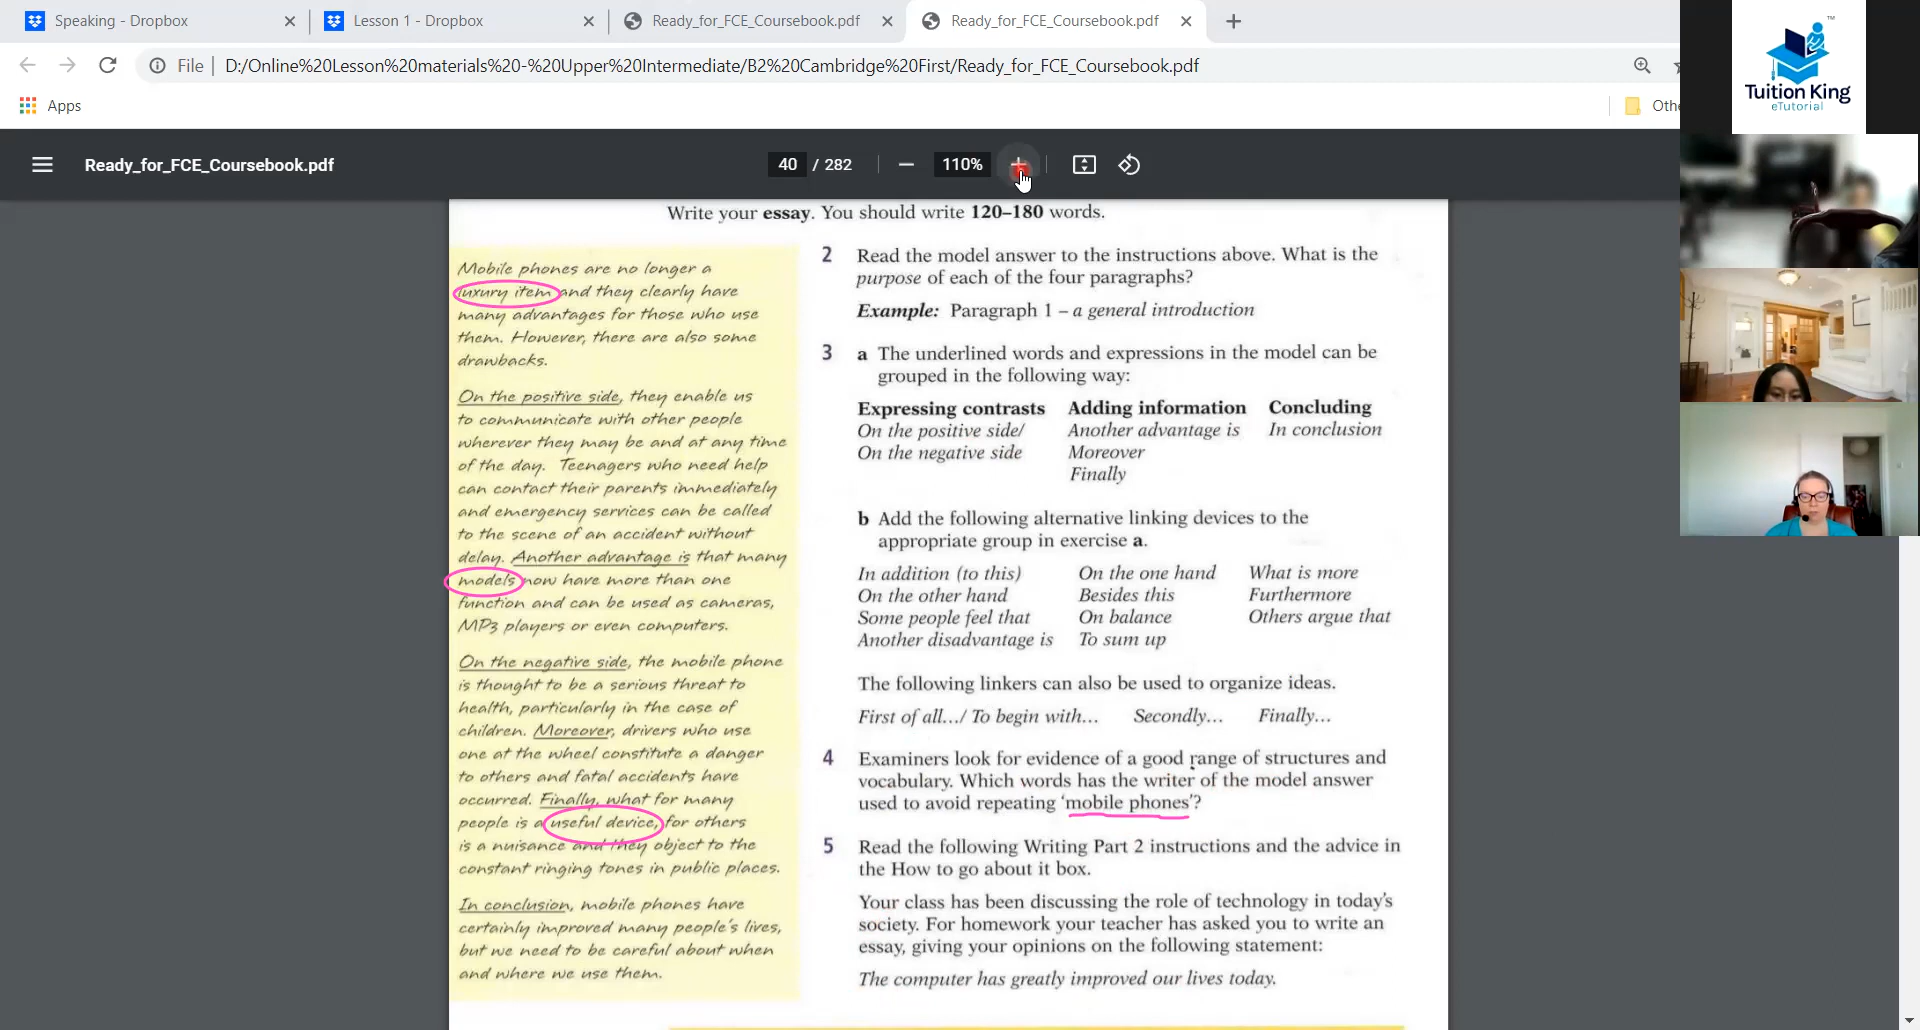 Speaking - Dropbox
Lesson 1 - Dropbox
Ready_for_FCE_Coursebook.pdf
Ready_for_FCE_Coursebook.pdf
File
D:/Online%20Lesson%20materials%20-%20Upper%20Intermediate/B2%20Cambridge%20First/Ready_for_FCE_Coursebook.pdf
Apps
Ready_for_FCE_Coursebook.pdf
40 / 282
110%
Tuition King
eTutorial
TM
Write your essay. You should write 120–180 words.
Mobile phones are no longer a
luxury item and they clearly have
many advantages for those who use
them. However, there are also some
drawbacks.
On the positive side, they enable us
to communicate with other people
wherever they may be and at any time
of the day. Teenagers who need help
can contact their parents immediately
and emergency services can be called
to the scene of an accident without
delay. Another advantage is that many
models now have more than one
function and can be used as cameras,
MP3 players or even computers.
On the negative side, the mobile phone
is thought to be a serious threat to
health, particularly in the case of
children. Moreover, drivers who use
one at the wheel constitute a danger
to others and fatal accidents have
occurred. Finally, what for many
people is a useful device, for others
is a nuisance and they object to the
constant ringing tones in public places.
In conclusion, mobile phones have
certainly improved many people's lives,
but we need to be careful about when
and where we use them.
2 Read the model answer to the instructions above. What is the
purpose of each of the four paragraphs?
Example: Paragraph 1 – a general introduction
3 a The underlined words and expressions in the model can be
grouped in the following way:
Expressing contrasts Adding information Concluding
On the positive side/ Another advantage is In conclusion
On the negative side Moreover
Finally
b Add the following alternative linking devices to the
appropriate group in exercise a.
In addition (to this) On the one hand What is more
On the other hand Besides this Furthermore
Some people feel that On balance Others argue that
Another disadvantage is To sum up
The following linkers can also be used to organize ideas.
First of all.../ To begin with... Secondly... Finally...
4 Examiners look for evidence of a good range of structures and
vocabulary. Which words has the writer of the model answer
used to avoid repeating 'mobile phones'?
5 Read the following Writing Part 2 instructions and the advice in
the How to go about it box.
Your class has been discussing the role of technology in today's
society. For homework your teacher has asked you to write an
essay, giving your opinions on the following statement:
The computer has greatly improved our lives today.